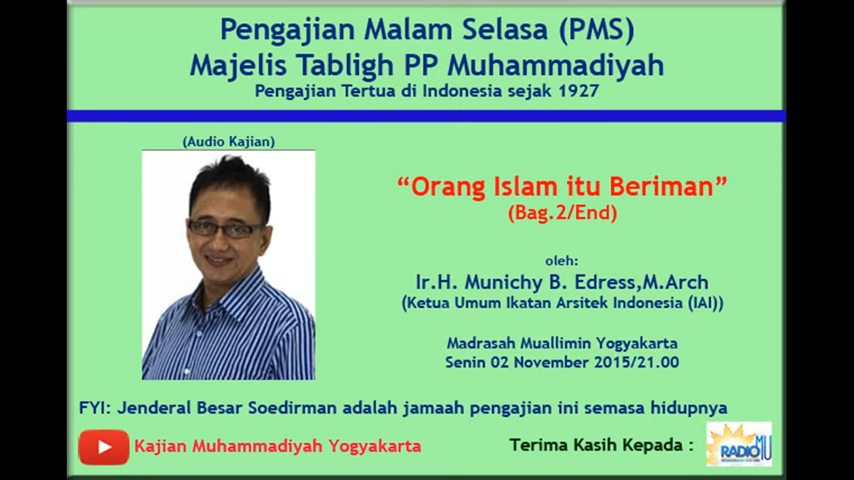 Pengajian Malam Selasa (PMS)
Majelis Tabligh PP Muhammadiyah
Pengajian Tertua di Indonesia sejak 1927
(Audio Kajian)
“Orang Islam itu Beriman”
(Bag.2/End)
oleh:
Ir.H. Munichy B. Edress,M.Arch
(Ketua Umum Ikatan Arsitek Indonesia (IAI))
Madrasah Muallimin Yogyakarta
Senin 02 November 2015/21.00
FYI: Jenderal Besar Soedirman adalah jamaah pengajian ini semasa hidupnya
Kajian Muhammadiyah Yogyakarta
Terima Kasih Kepada :
RADIOMU